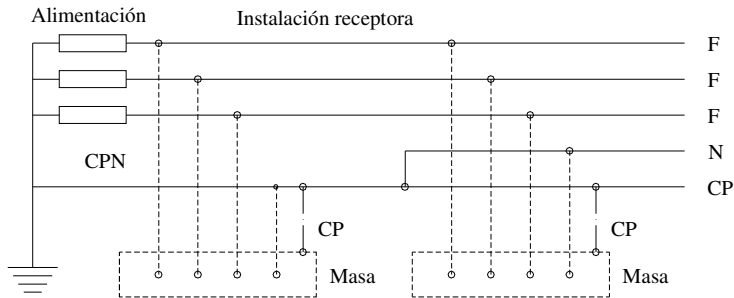 Alimentación
Instalación receptora
F
F
F
N
CPN
CP
CP
CP
Masa
Masa